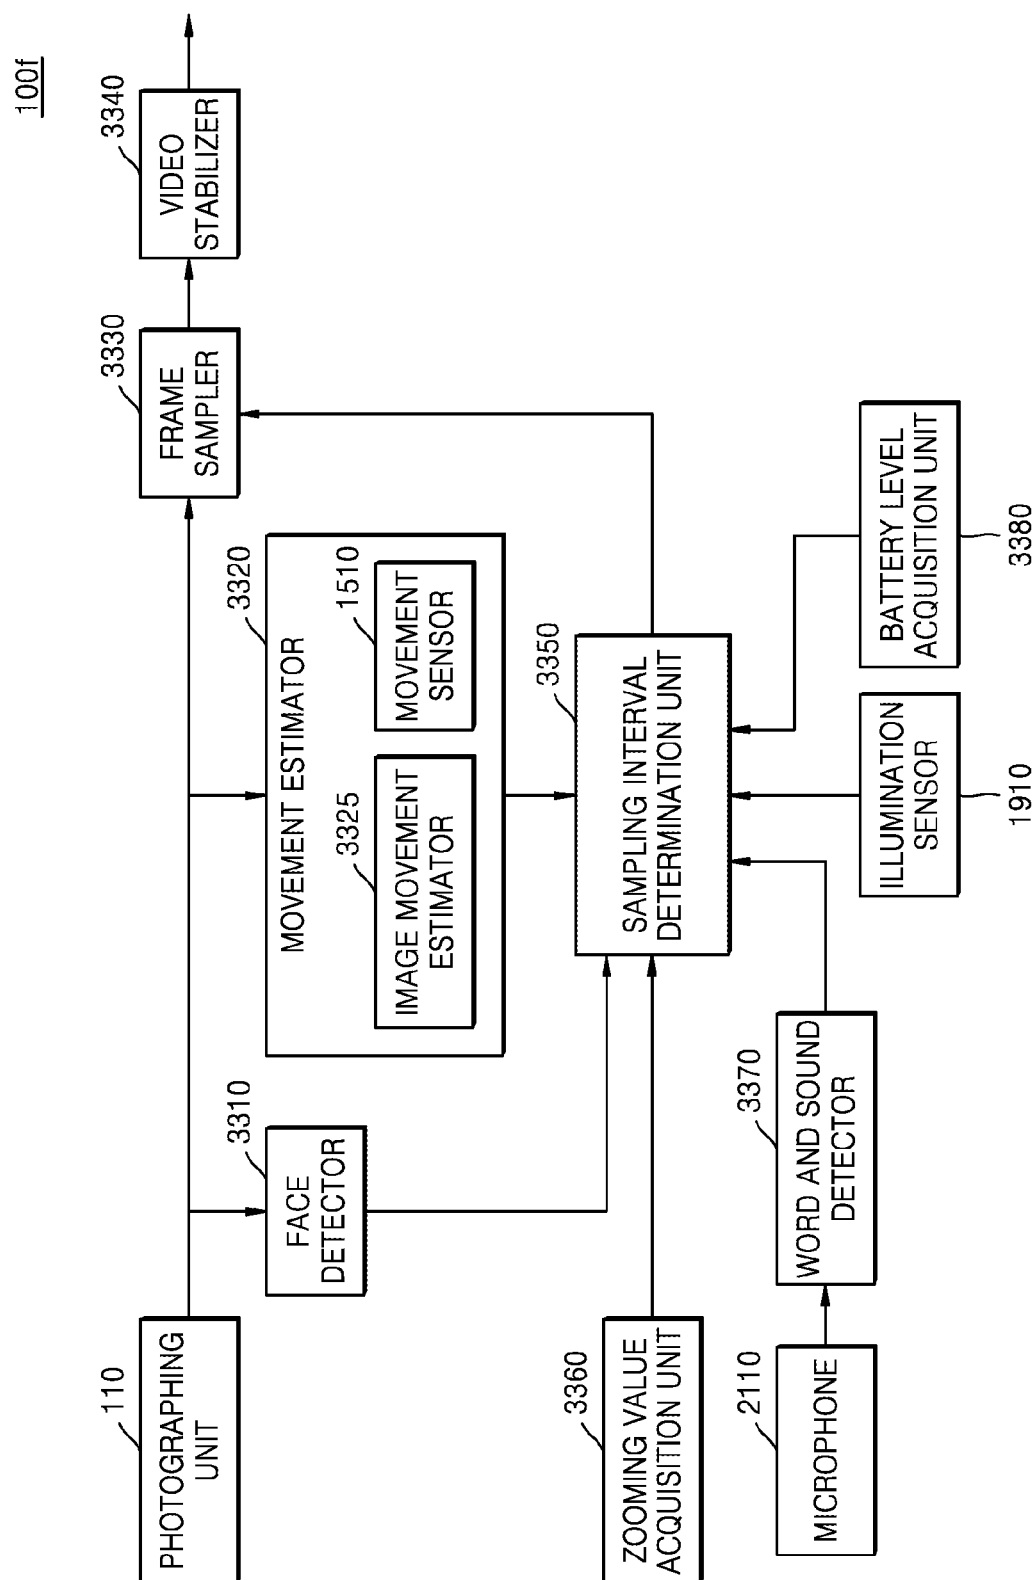 100f
110
PHOTOGRAPHING
UNIT
3330
FRAME
SAMPLER
3340
VIDEO
STABILIZER
3310
FACE
DETECTOR
3320
MOVEMENT ESTIMATOR
3325
IMAGE MOVEMENT
ESTIMATOR
1510
MOVEMENT
SENSOR
3360
ZOOMING VALUE
ACQUISITION UNIT
3350
SAMPLING INTERVAL
DETERMINATION UNIT
2110
MICROPHONE
3370
WORD AND SOUND
DETECTOR
ILLUMINATION
SENSOR
1910
BATTERY LEVEL
ACQUISITION UNIT
3380